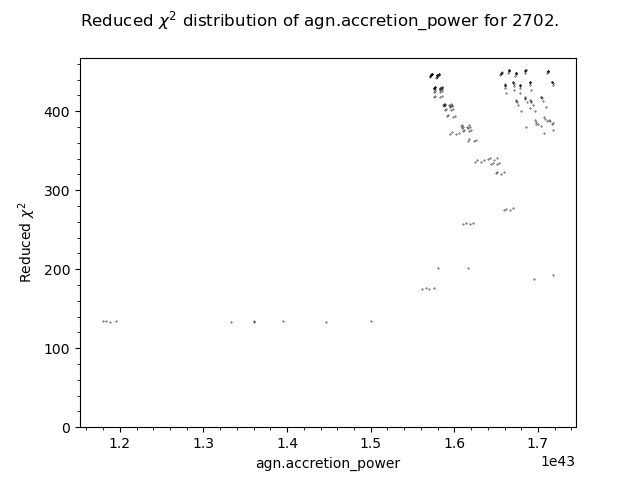 Reduced χ² distribution of agn.accretion_power for 2702.
Reduced χ²
400
300
200
100
0
1.2 1.3 1.4 1.5 1.6 1.7
1e43
agn.accretion_power